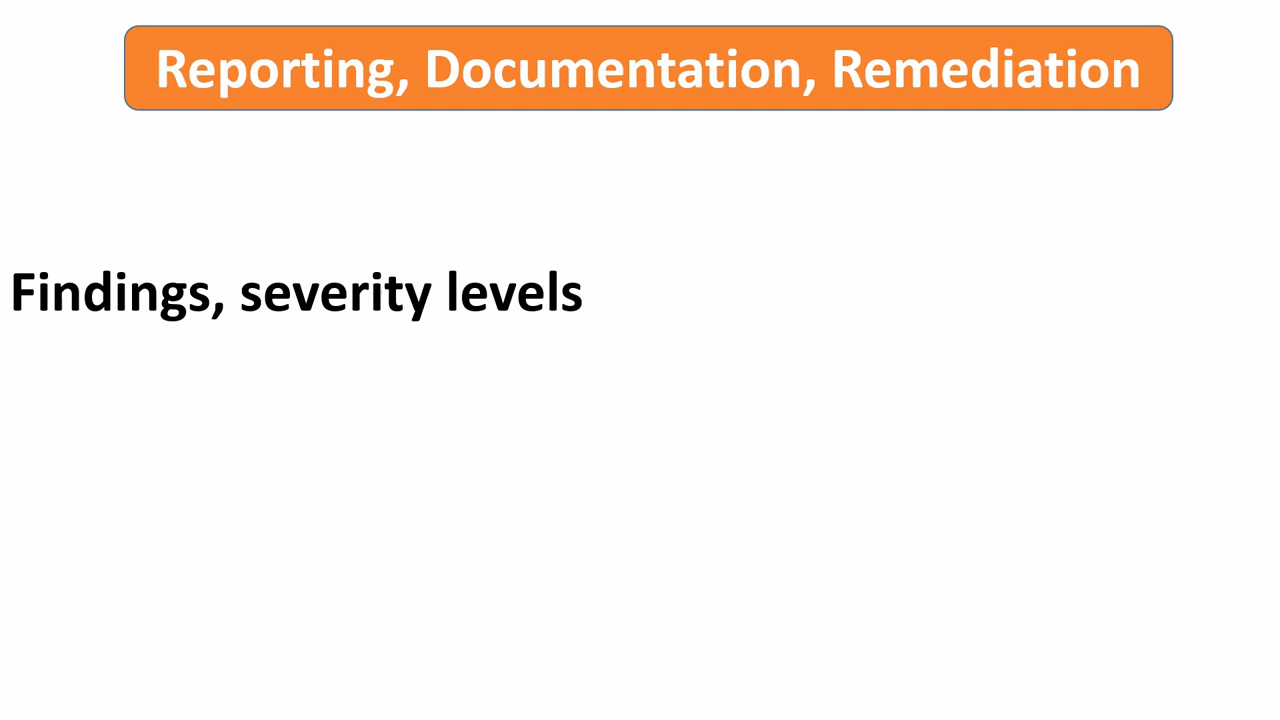 Reporting, Documentation, Remediation
Findings, severity levels